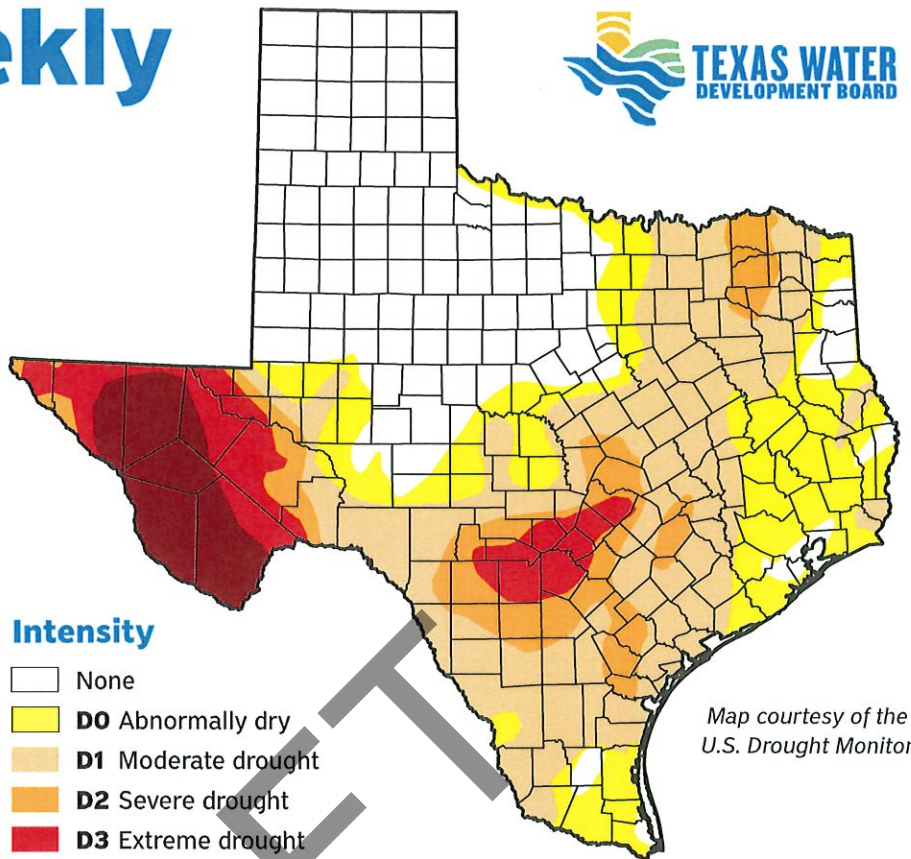 ekly
TEXAS WATER
DEVELOPMENT BOARD
Intensity
None
D0 Abnormally dry
D1 Moderate drought
D2 Severe drought
D3 Extreme drought
Map courtesy of the
U.S. Drought Monitor
ET